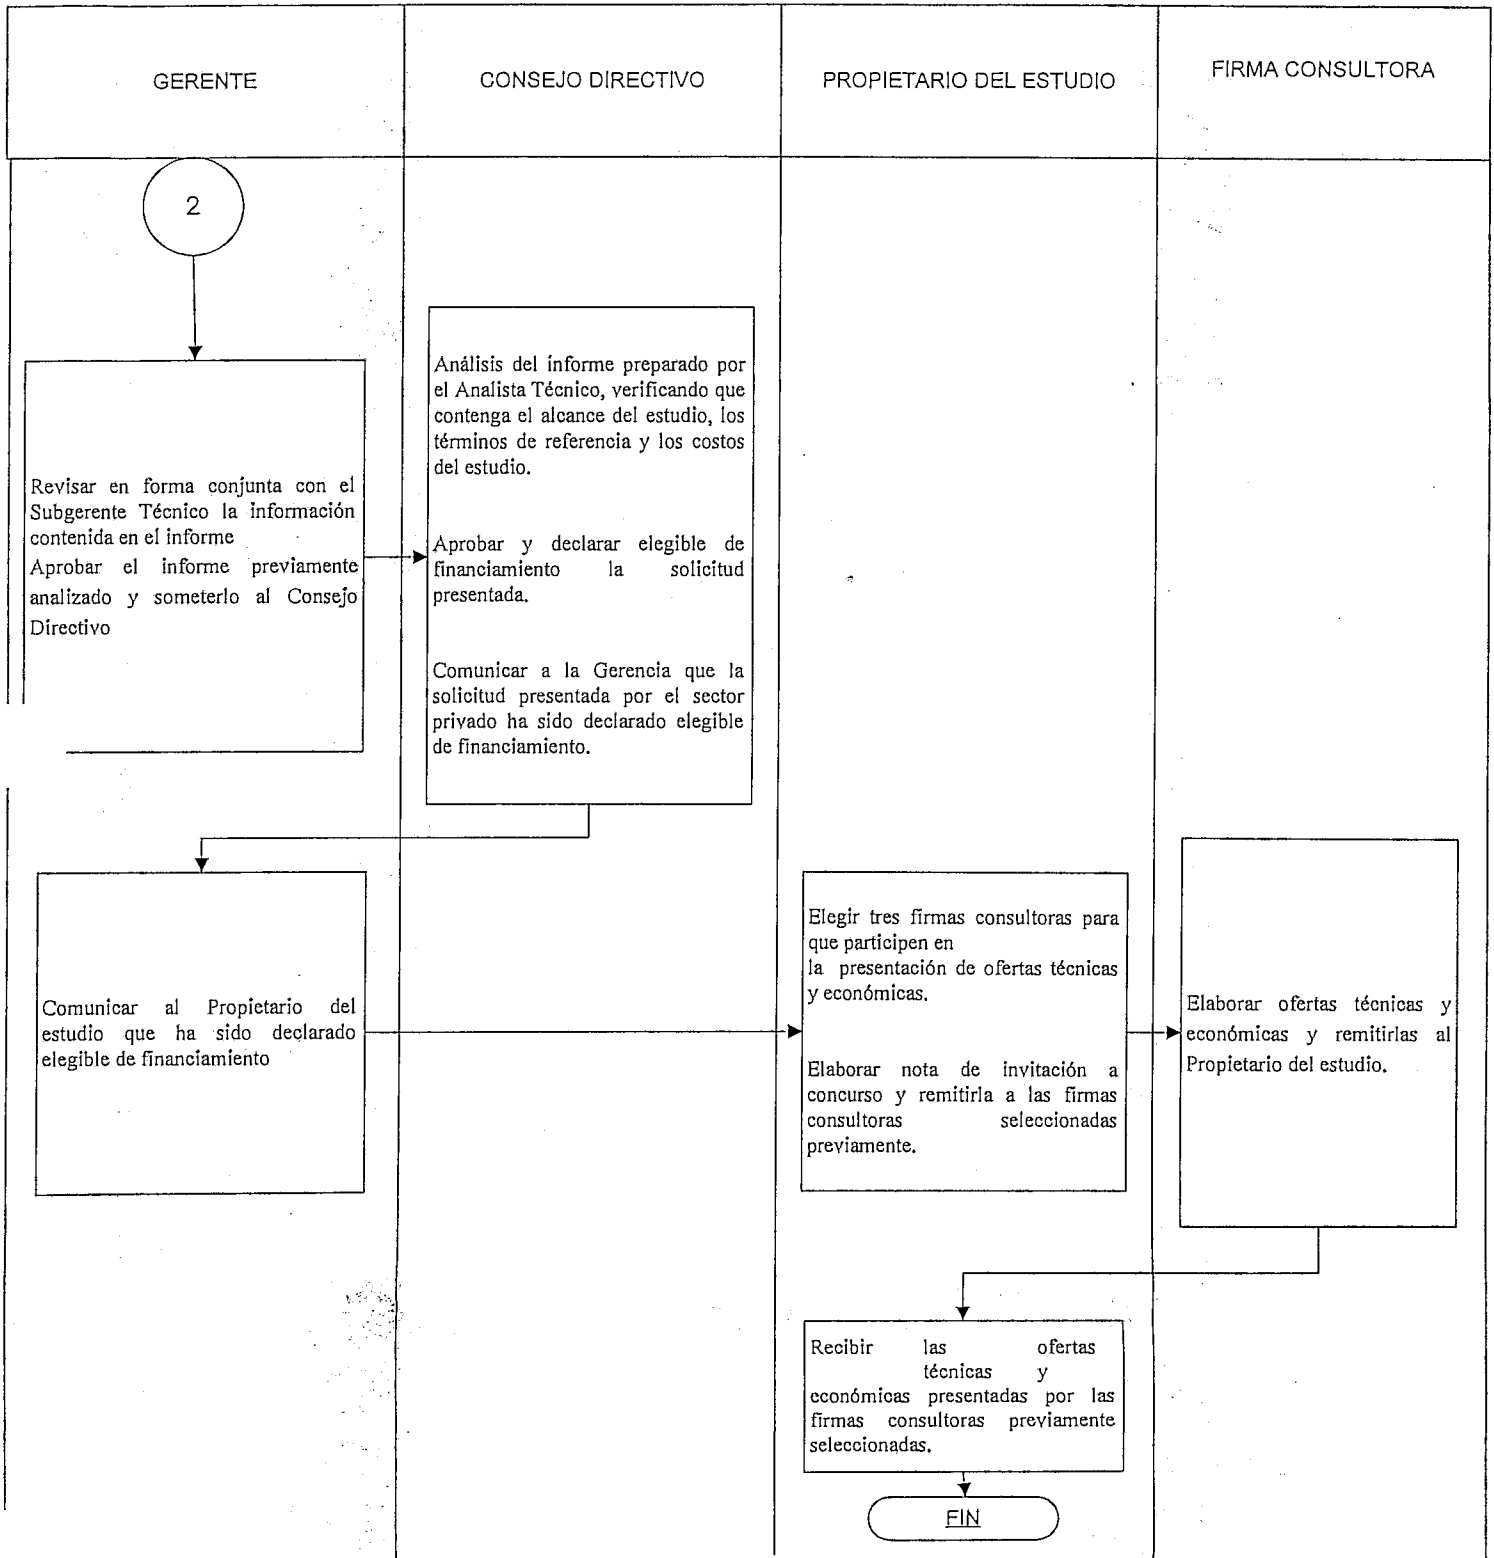 GERENTE
CONSEJO DIRECTIVO
PROPIETARIO DEL ESTUDIO
FIRMA CONSULTORA
2
Revisar en forma conjunta con el
Subgerente Técnico la información
contenida en el informe
Aprobar el informe previamente
analizado y someterlo al Consejo
Directivo
Análisis del informe preparado por
el Analista Técnico, verificando que
contenga el alcance del estudio, los
términos de referencia y los costos
del estudio.
Aprobar y declarar elegible de
financiamiento la solicitud
presentada.
Comunicar a la Gerencia que la
solicitud presentada por el sector
privado ha sido declarado elegible
de financiamiento.
Comunicar al Propietario del
estudio que ha sido declarado
elegible de financiamiento
Elegir tres firmas consultoras para
que participen en
la presentación de ofertas técnicas
y económicas.
Elaborar nota de invitación a
concurso y remitirla a las firmas
consultoras seleccionadas
previamente.
Elaborar ofertas técnicas y
económicas y remitirlas al
Propietario del estudio.
Recibir las ofertas
técnicas y
económicas presentadas por las
firmas consultoras previamente
seleccionadas.
FIN